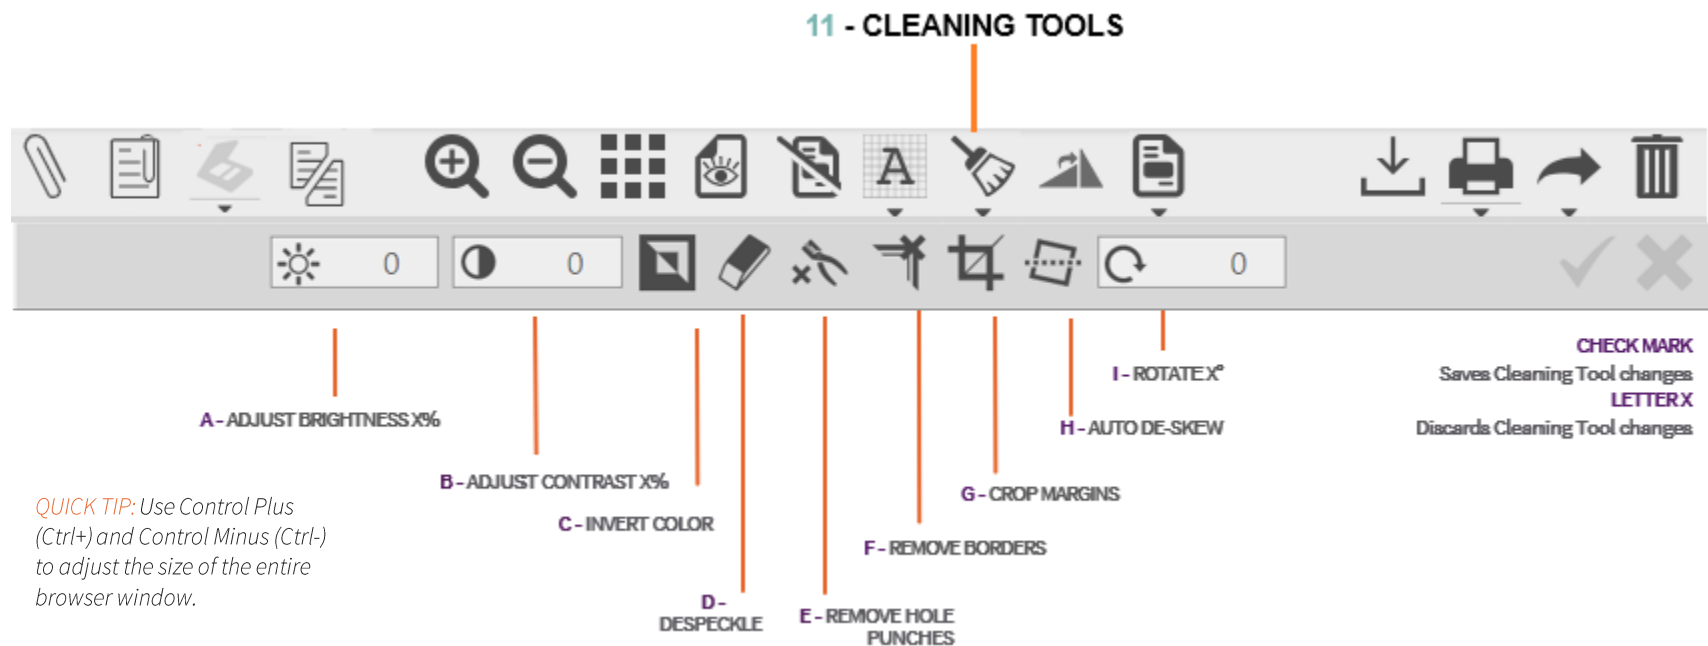 11 - CLEANING TOOLS
A
0
0
0
CHECK MARK
Saves Cleaning Tool changes
LETTER X
Discards Cleaning Tool changes
I - ROTATE X°
H - AUTO DE-SKEW
A - ADJUST BRIGHTNESS X%
B - ADJUST CONTRAST X%
G - CROP MARGINS
C - INVERT COLOR
F - REMOVE BORDERS
D -
DESPECKLE
E - REMOVE HOLE
PUNCHES
QUICK TIP: Use Control Plus
(Ctrl+) and Control Minus (Ctrl-)
to adjust the size of the entire
browser window.